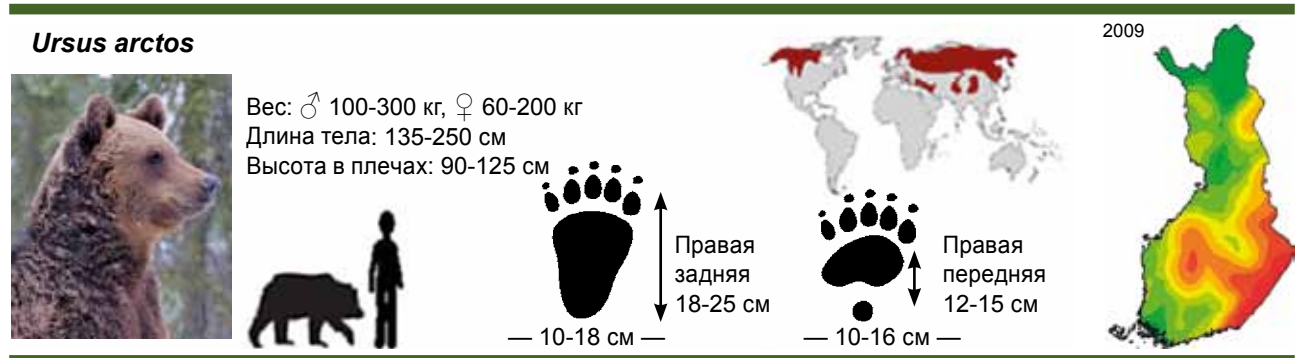 Ursus arctos
Вес: ♂ 100-300 кг, ♀ 60-200 кг
Длина тела: 135-250 см
Высота в плечах: 90-125 см
Правая
задняя
18-25 см
— 10-18 см —
Правая
передняя
12-15 см
— 10-16 см —
2009